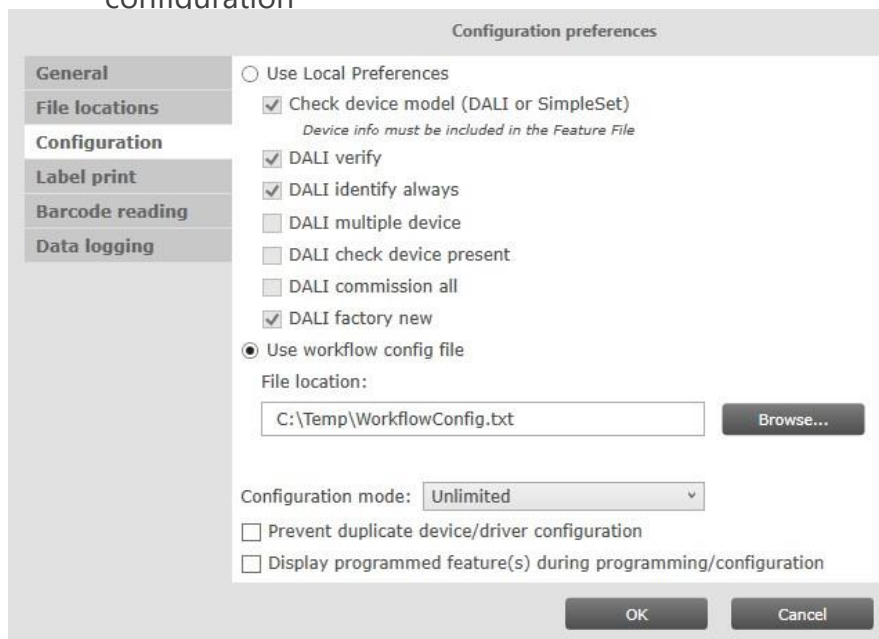 configuration
Configuration preferences
General
File locations
Configuration
Label print
Barcode reading
Data logging
Use Local Preferences
Check device model (DALI or SimpleSet)
Device info must be included in the Feature File
DALI verify
DALI identify always
DALI multiple device
DALI check device present
DALI commission all
DALI factory new
Use workflow config file
File location:
C:\Temp\WorkflowConfig.txt Browse...
Configuration mode: Unlimited
Prevent duplicate device/driver configuration
Display programmed feature(s) during programming/configuration
OK Cancel